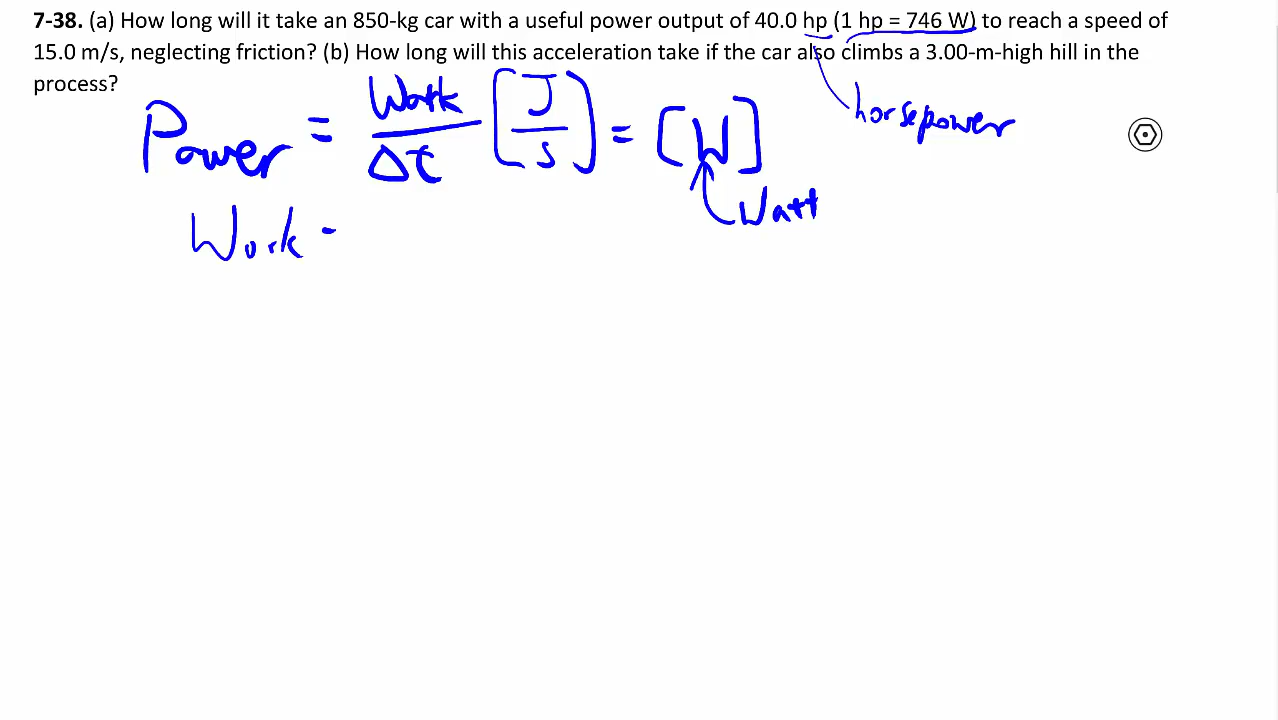 7-38. (a) How long will it take an 850-kg car with a useful power output of 40.0 hp (1 hp = 746 W) to reach a speed of
15.0 m/s, neglecting friction? (b) How long will this acceleration take if the car also climbs a 3.00-m-high hill in the
process?
horsepower
Power = Work / Δt [J / s] = [W]
Watt
Work -